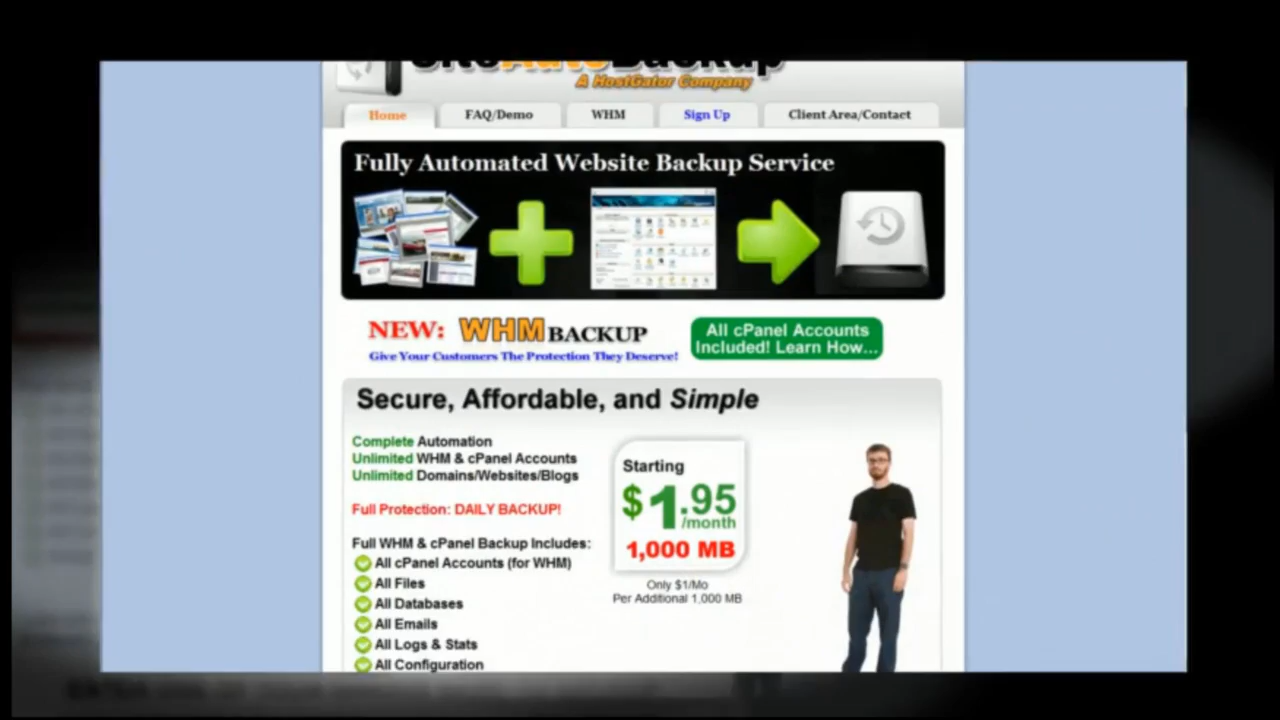 SiteAutoBackup
A HostGator Company
Home
FAQ/Demo
WHM
Sign Up
Client Area/Contact
Fully Automated Website Backup Service
NEW: WHM BACKUP
Give Your Customers The Protection They Deserve!
All cPanel Accounts
Included! Learn How...
Secure, Affordable, and Simple
Complete Automation
Unlimited WHM & cPanel Accounts
Unlimited Domains/Websites/Blogs
Full Protection: DAILY BACKUP!
Full WHM & cPanel Backup Includes:
All cPanel Accounts (for WHM)
All Files
All Databases
All Emails
All Logs & Stats
All Configuration
Starting
$1.95
/month
1,000 MB
Only $1/Mo
Per Additional 1,000 MB